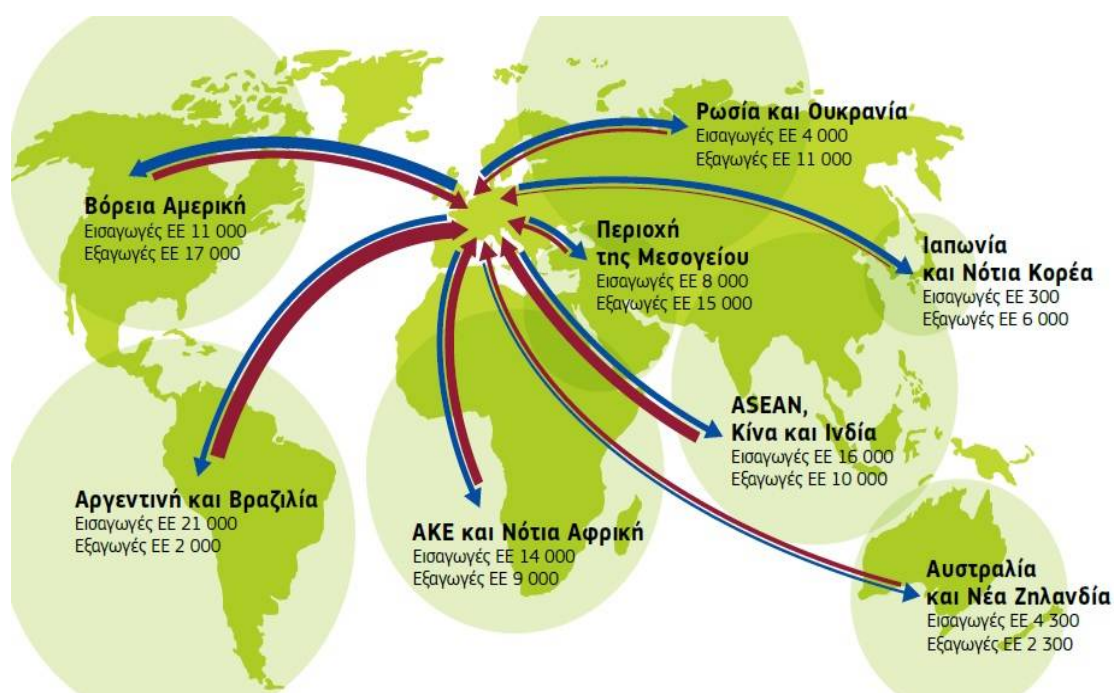 Ρωσία και Ουκρανία
Εισαγωγές ΕΕ 4 000
Εξαγωγές ΕΕ 11 000
Βόρεια Αμερική
Εισαγωγές ΕΕ 11 000
Εξαγωγές ΕΕ 17 000
Περιοχή
της Μεσογείου
Εισαγωγές ΕΕ 8 000
Εξαγωγές ΕΕ 15 000
Ιαπωνία
και Νότια Κορέα
Εισαγωγές ΕΕ 300
Εξαγωγές ΕΕ 6 000
ASEAN,
Κίνα και Ινδία
Εισαγωγές ΕΕ 16 000
Εξαγωγές ΕΕ 10 000
Αργεντινή και Βραζιλία
Εισαγωγές ΕΕ 21 000
Εξαγωγές ΕΕ 2 000
ΑΚΕ και Νότια Αφρική
Εισαγωγές ΕΕ 14 000
Εξαγωγές ΕΕ 9 000
Αυστραλία
και Νέα Ζηλανδία
Εισαγωγές ΕΕ 4 300
Εξαγωγές ΕΕ 2 300